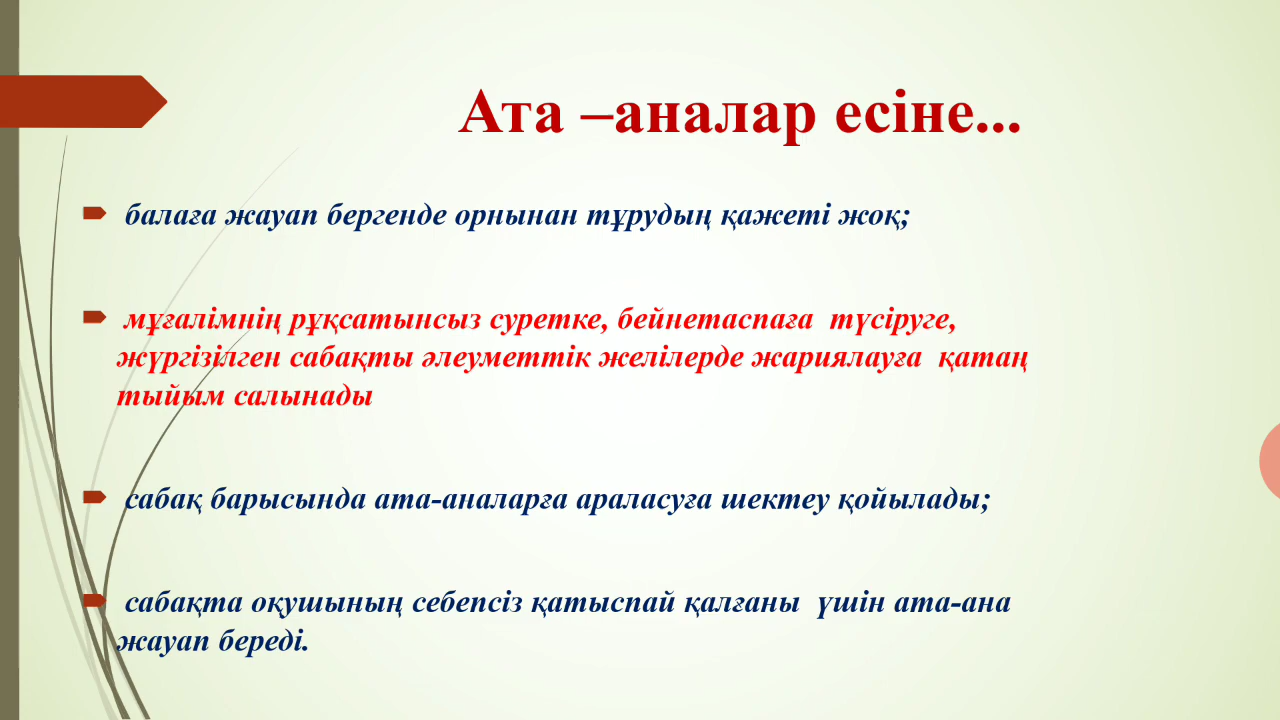 Ата –аналар есіне...
балаға жауап бергенде орнынан тұрудың қажеті жоқ;
мұғалімнің рұқсатынсыз суретке, бейнетаспаға түсіруге,
жүргізілген сабақты әлеуметтік желілерде жариялауға қатаң
тыйым салынады
сабақ барысында ата-аналарға араласуға шектеу қойылады;
сабақта оқушының себепсіз қатыспай қалғаны үшін ата-ана
жауап береді.